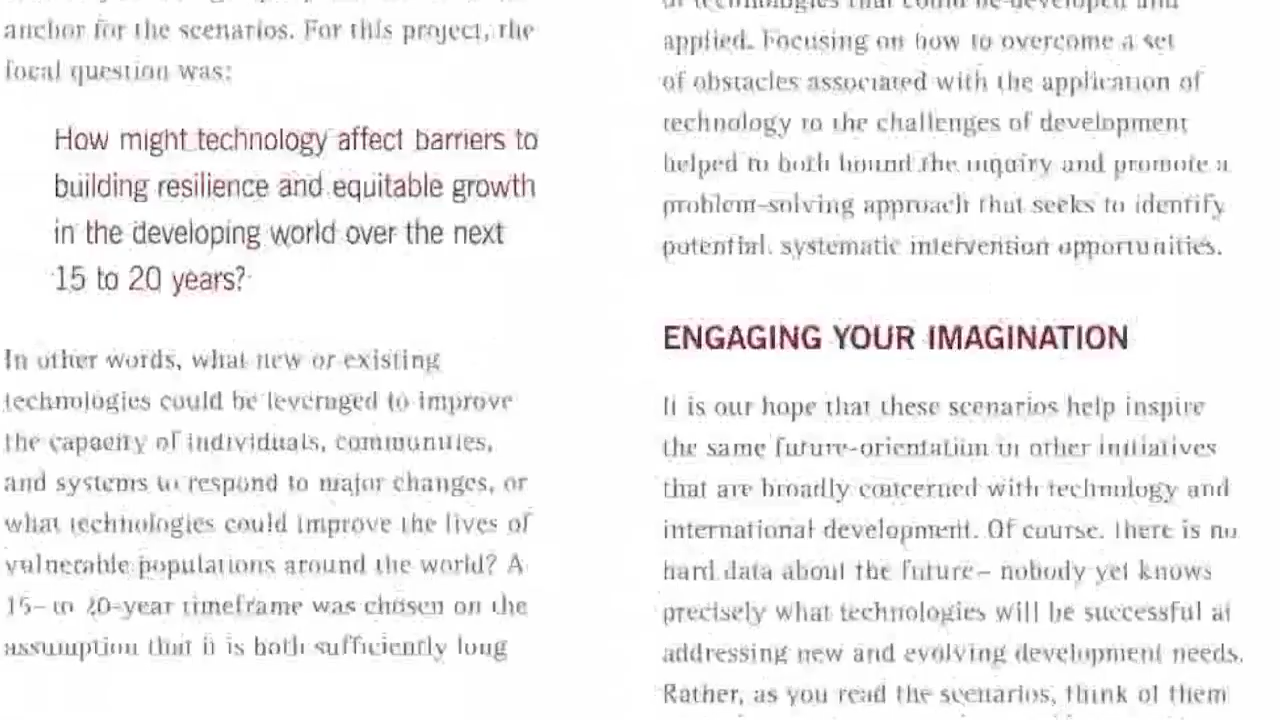 anchor for the scenarios. For this project, the
focal question was:
How might technology affect barriers to
building resilience and equitable growth
in the developing world over the next
15 to 20 years?
In other words, what new or existing
technologies could be leveraged to improve
the capacity of individuals, communities,
and systems to respond to major changes, or
what technologies could improve the lives of
vulnerable populations around the world? A
15- to 20-year timeframe was chosen on the
assumption that it is both sufficiently long
of technologies that could be developed and
applied. Focusing on how to overcome a set
of obstacles associated with the application of
technology to the challenges of development
helped to both bound the inquiry and promote a
problem-solving approach that seeks to identify
potential, systematic intervention opportunities.
ENGAGING YOUR IMAGINATION
It is our hope that these scenarios help inspire
the same future-orientation in other initiatives
that are broadly concerned with technology and
international development. Of course, there is no
hard data about the future– nobody yet knows
precisely what technologies will be successful at
addressing new and evolving development needs.
Rather, as you read the scenarios, think of them